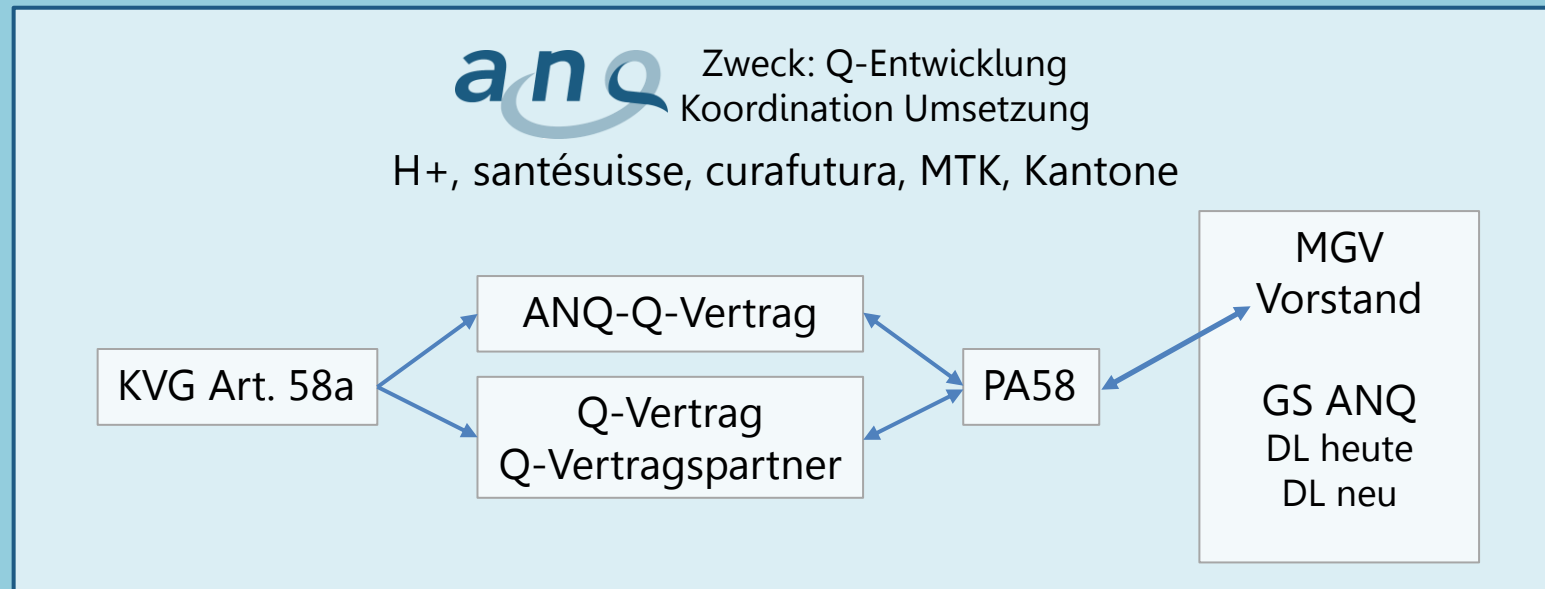 anq
Zweck: Q-Entwicklung
Koordination Umsetzung
H+, santésuisse, curafutura, MTK, Kantone
KVG Art. 58a
ANQ-Q-Vertrag
Q-Vertrag
Q-Vertragspartner
PA58
MGV
Vorstand
GS ANQ
DL heute
DL neu